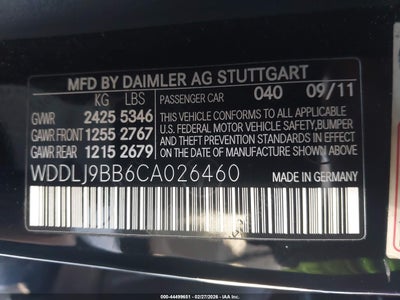 MFD BY DAIMLER AG STUTTGART
KG LBS PASSENGER CAR 040 09/11
GVWR 2425 5346 THIS VEHICLE CONFORMS TO ALL APPLICABLE
GAWR FRONT 1255 2767 U.S. FEDERAL MOTOR VEHICLE SAFETY, BUMPER
GAWR REAR 1215 2679 AND THEFT PREVENTION STANDARDS IN EFFECT
ON THE DATE OF MANUFACTURE SHOWN ABOVE.
WDDLJ9BB6CA026460
MADE IN GERMANY
000-44499651 - 02/27/2026 - IAA Inc.